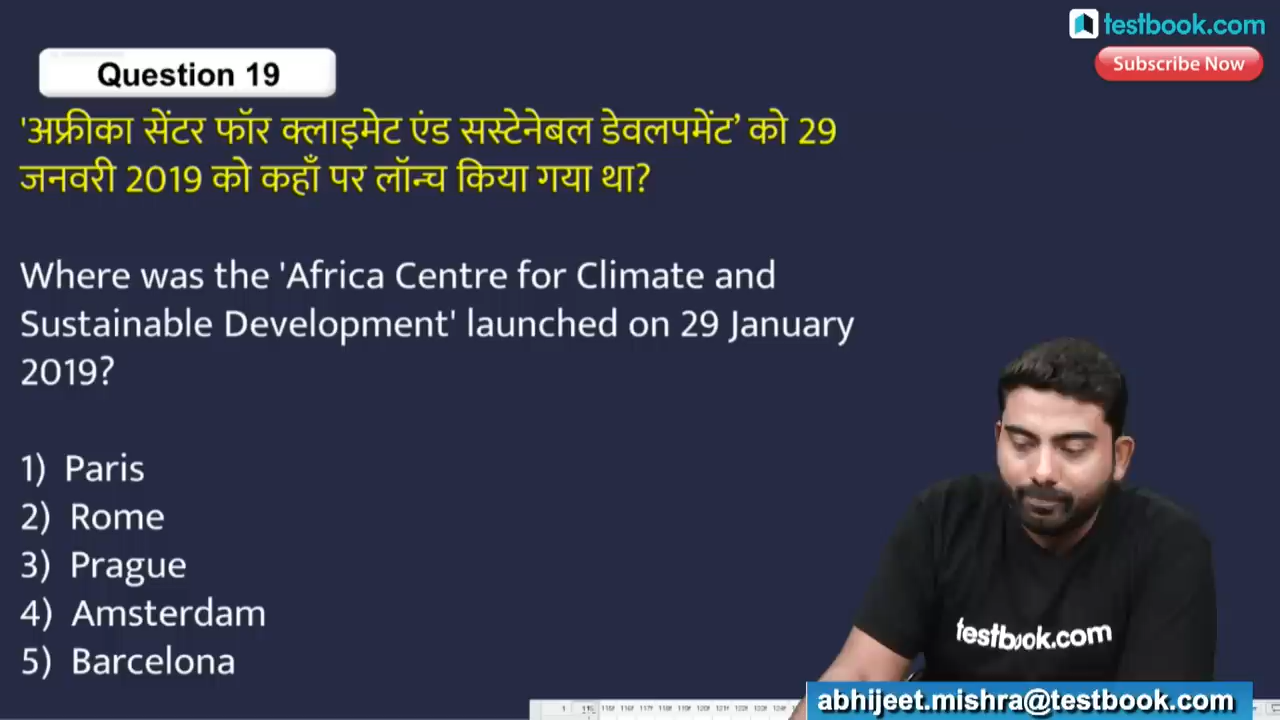 testbook.com
Subscribe Now
Question 19
'अफ्रीका सेंटर फॉर क्लाइमेट एंड सस्टेनेबल डेवलपमेंट’ को 29
जनवरी 2019 को कहाँ पर लॉन्च किया गया था?
Where was the 'Africa Centre for Climate and
Sustainable Development' launched on 29 January
2019?
1) Paris
2) Rome
3) Prague
4) Amsterdam
5) Barcelona
testbook.com
abhijeet.mishra@testbook.com